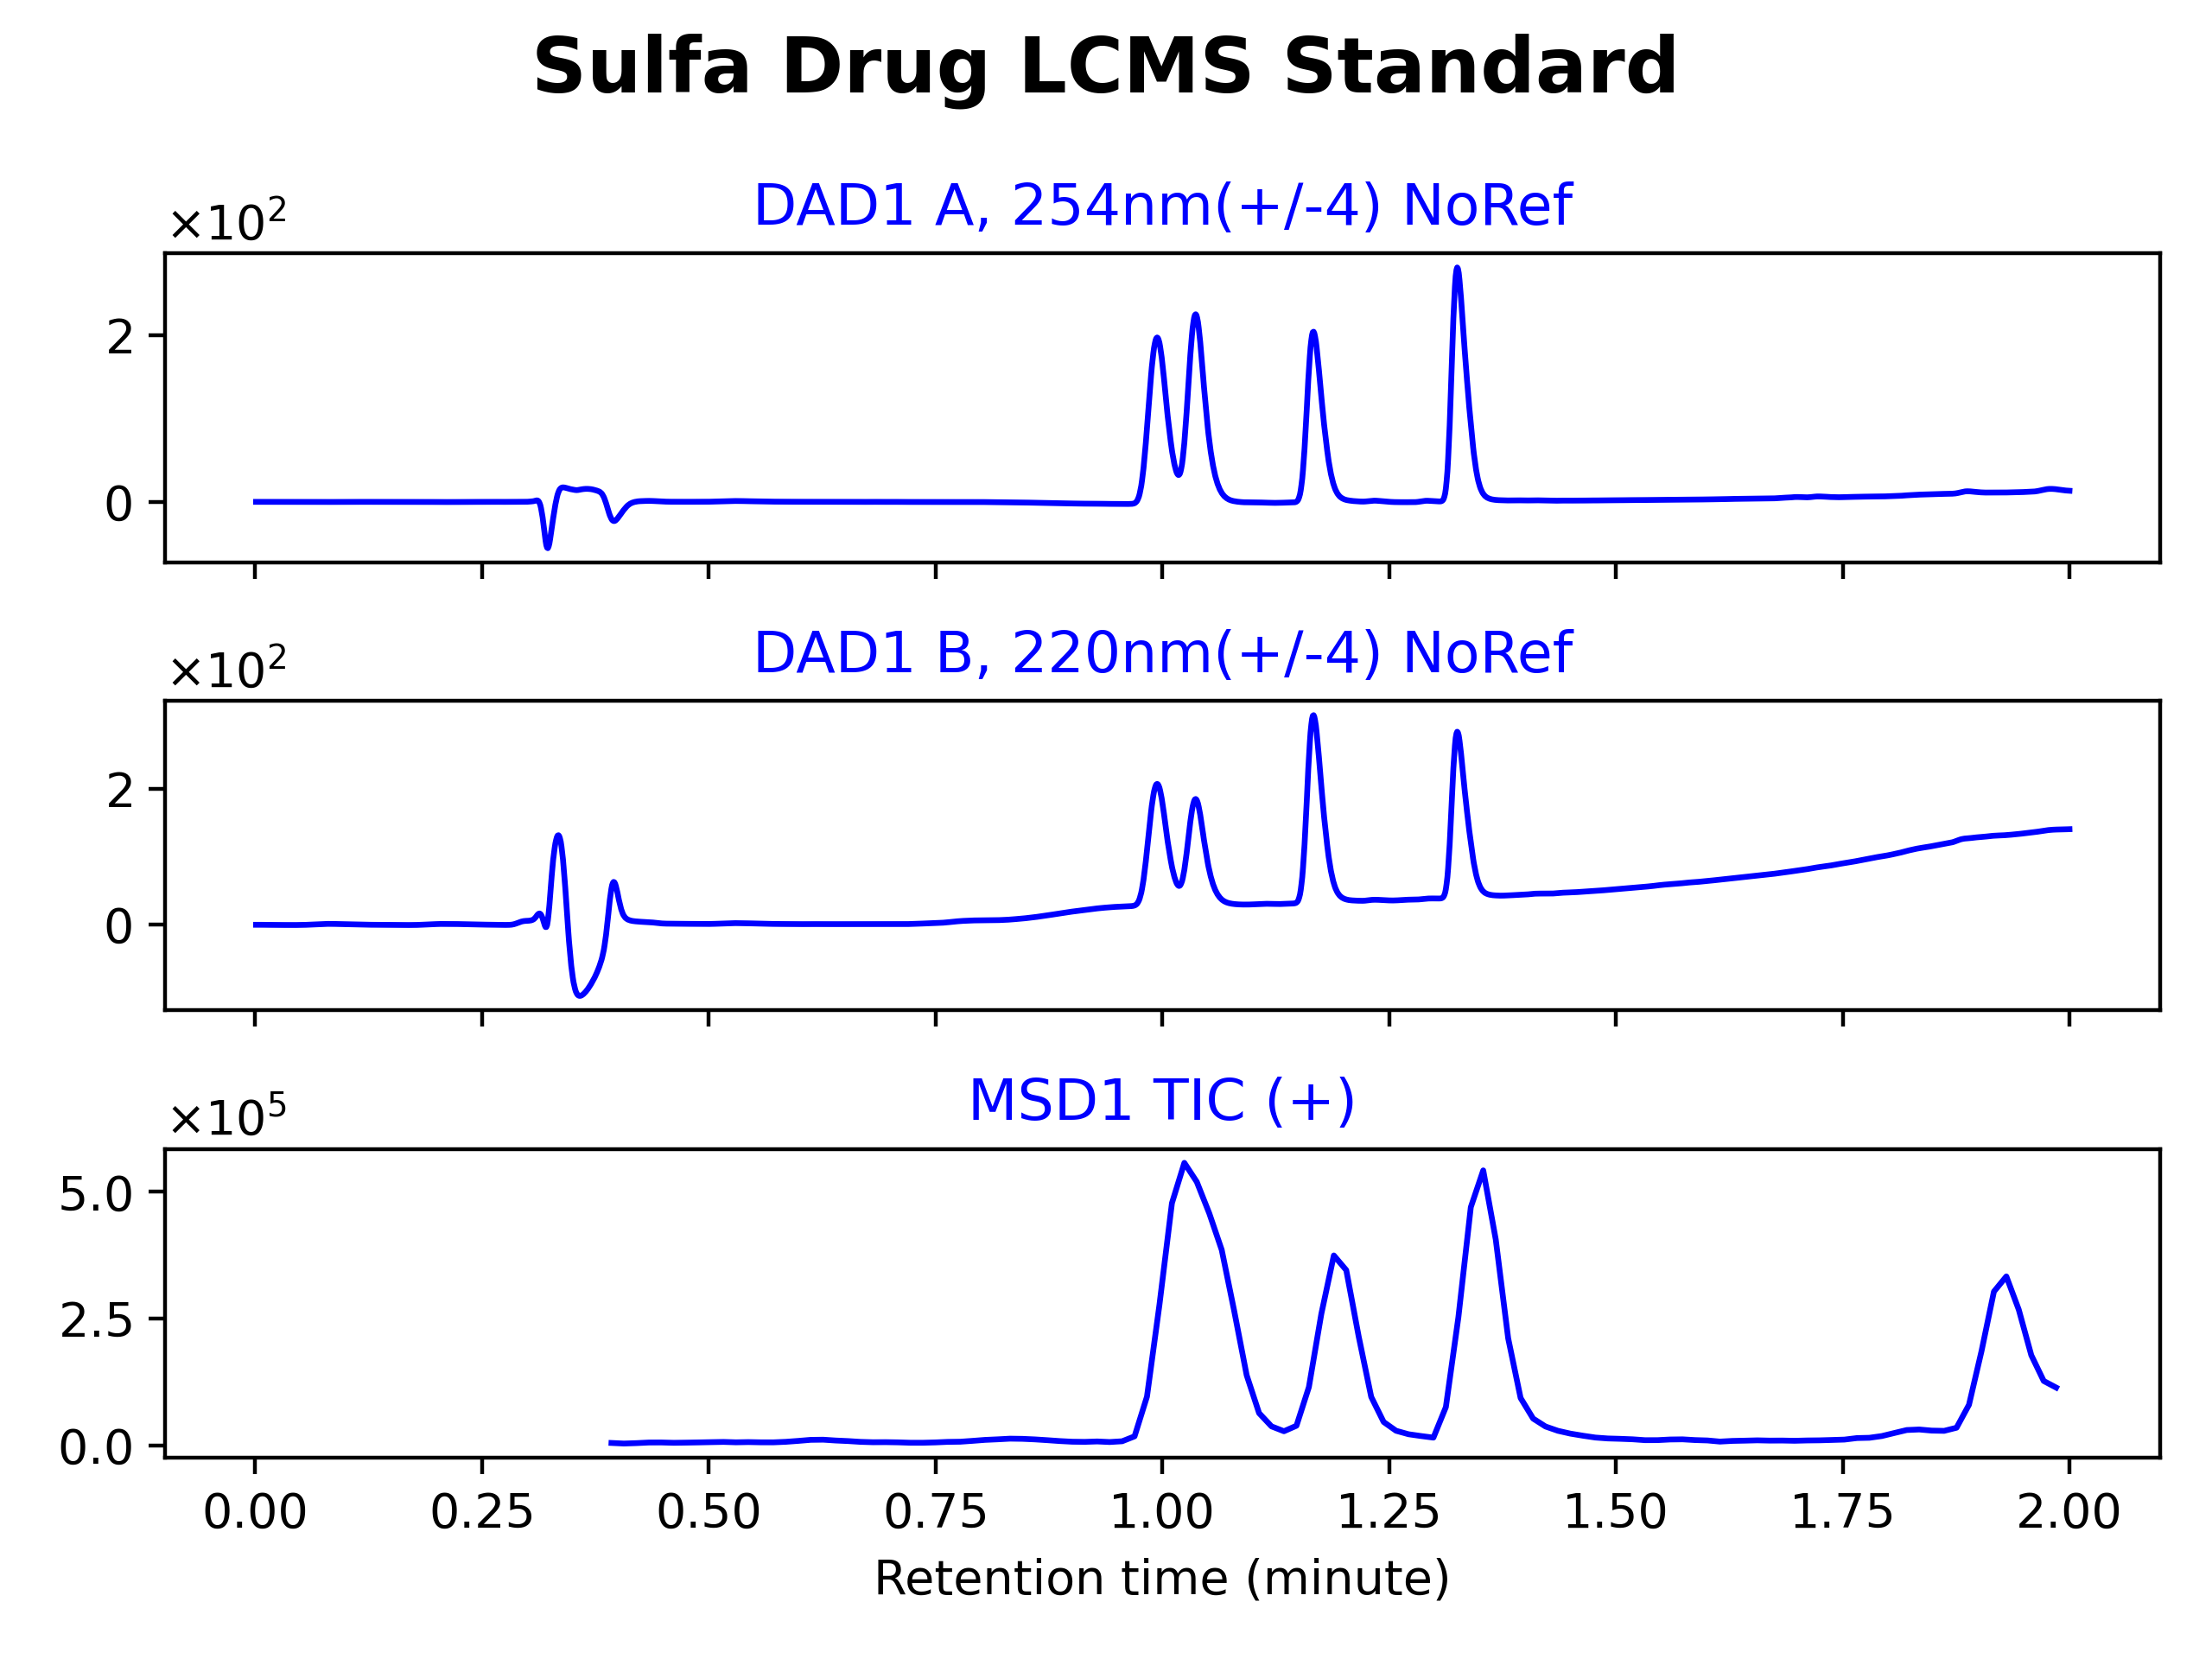 Sulfa Drug LCMS Standard
DAD1 A, 254nm(+/-4) NoRef
×10²
2
0
DAD1 B, 220nm(+/-4) NoRef
×10²
2
0
MSD1 TIC (+)
×10⁵
5.0
2.5
0.0
0.00 0.25 0.50 0.75 1.00 1.25 1.50 1.75 2.00
Retention time (minute)